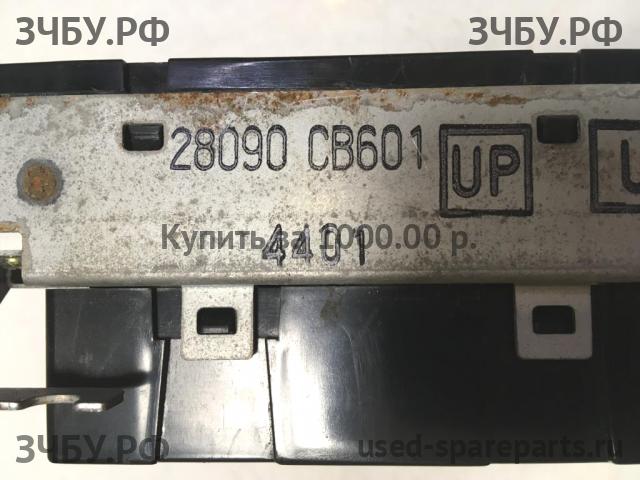 ЗЧБУ.РФ ЗЧБУ.РФ
28090 CB601 UP
Купить за 1000.00 р.
4401
ЗЧБУ.РФ used-spareparts.ru